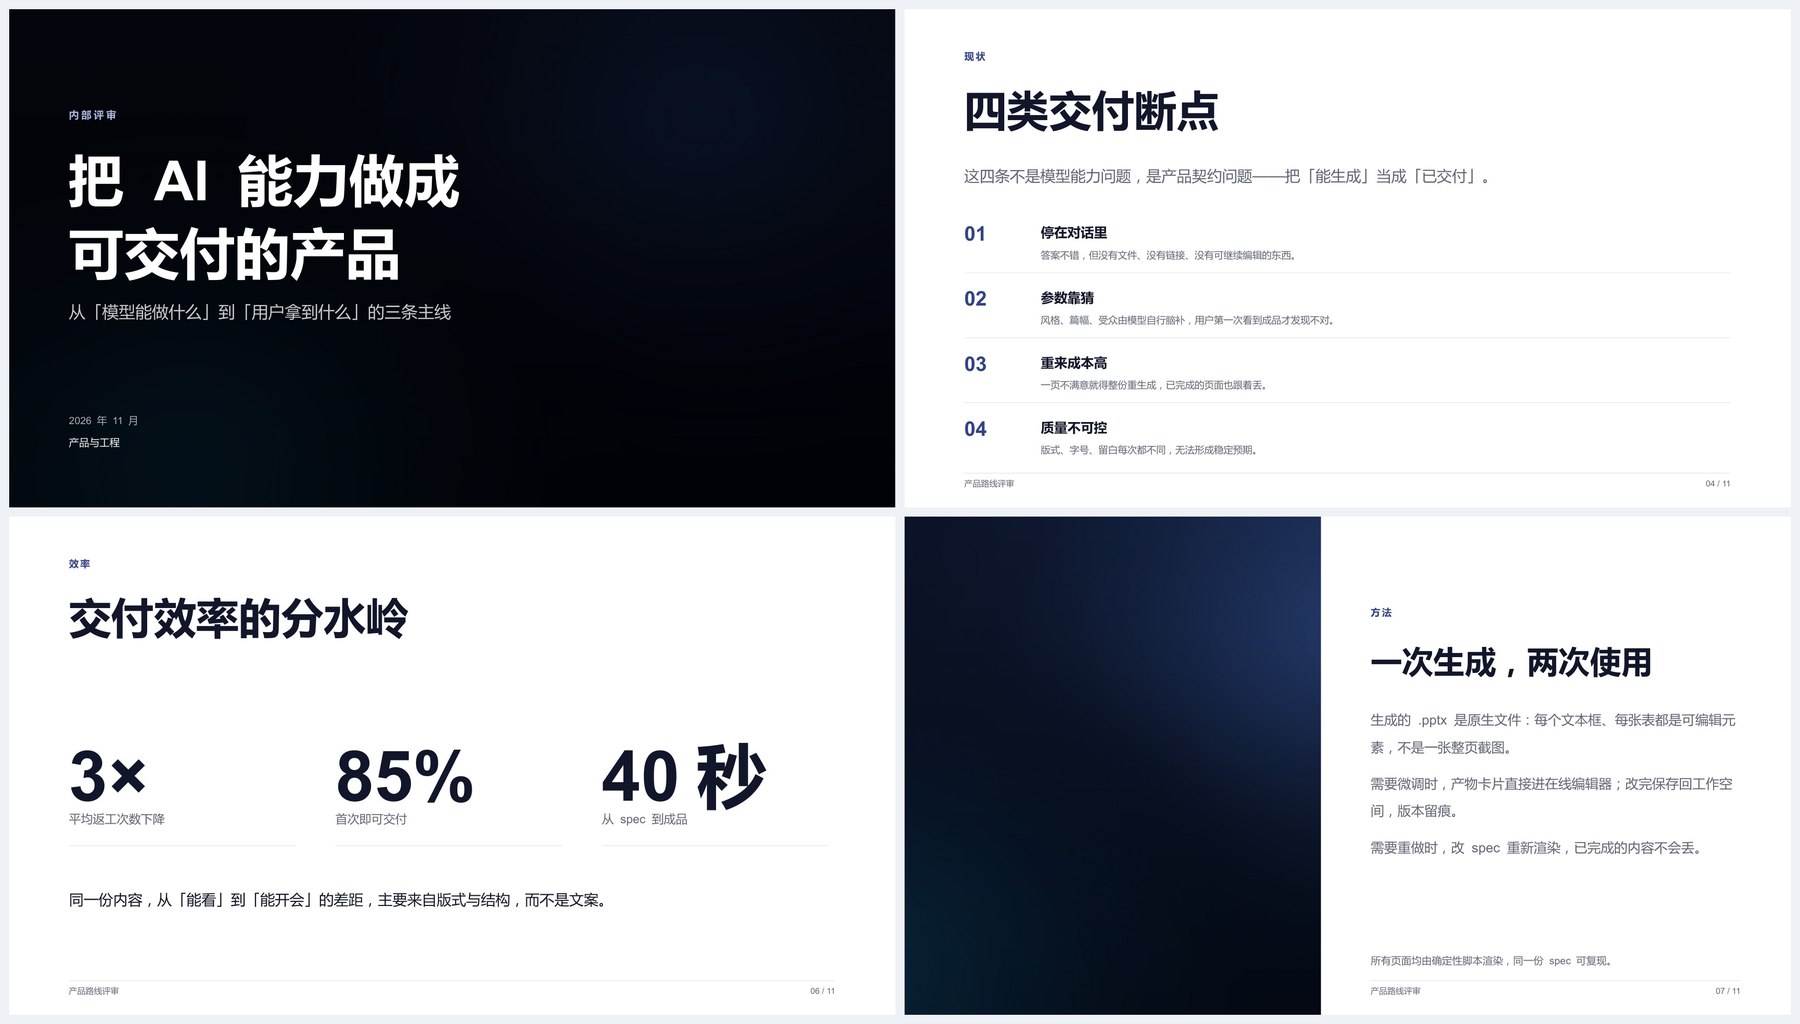 内部评审
把 AI 能力做成
可交付的产品
从「模型能做什么」到「用户拿到什么」的三条主线
2026 年 11 月
产品与工程
现状
四类交付断点
这四条不是模型能力问题，是产品契约问题——把「能生成」当成「已交付」。
01
停在对话里
答案不错，但没有文件、没有链接、没有可继续编辑的东西。
02
参数靠猜
风格、篇幅、受众由模型自行脑补，用户第一次看到成品才发现不对。
03
重来成本高
一页不满意就得整份重生成，已完成的页面也跟着丢。
04
质量不可控
版式、字号、留白每次都不同，无法形成稳定预期。
产品路线评审
04 / 11
效率
交付效率的分水岭
3×
平均返工次数下降
85%
首次即可交付
40 秒
从 spec 到成品
同一份内容，从「能看」到「能开会」的差距，主要来自版式与结构，而不是文案。
产品路线评审
06 / 11
方法
一次生成，两次使用
生成的 .pptx 是原生文件：每个文本框、每张表都是可编辑元
素，不是一张整页截图。
需要微调时，产物卡片直接进在线编辑器；改完保存回工作空
间，版本留痕。
需要重做时，改 spec 重新渲染，已完成的内容不会丢。
所有页面均由确定性脚本渲染，同一份 spec 可复现。
产品路线评审
07 / 11